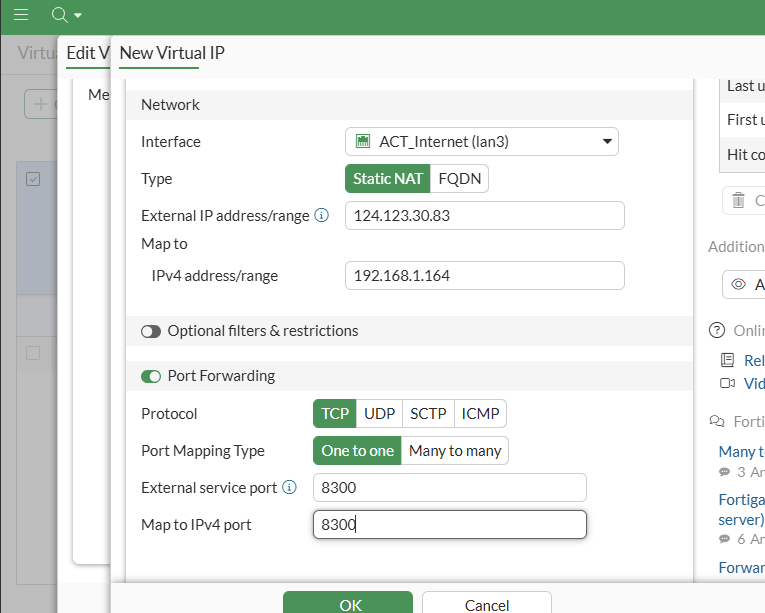 Edit V
New Virtual IP
Virtu
Me
Network
Interface
ACT_Internet (lan3)
Type
Static NAT
FQDN
External IP address/range
124.123.30.83
Map to
IPv4 address/range
192.168.1.164
Optional filters & restrictions
Port Forwarding
Protocol
TCP
UDP
SCTP
ICMP
Port Mapping Type
One to one
Many to many
External service port
8300
Map to IPv4 port
8300
OK
Cancel
Last u
First u
Hit co
C
Addition
A
Onlin
Rel
Vid
Forti
Many t
3 An
Fortiga
server)
6 An
Forwar